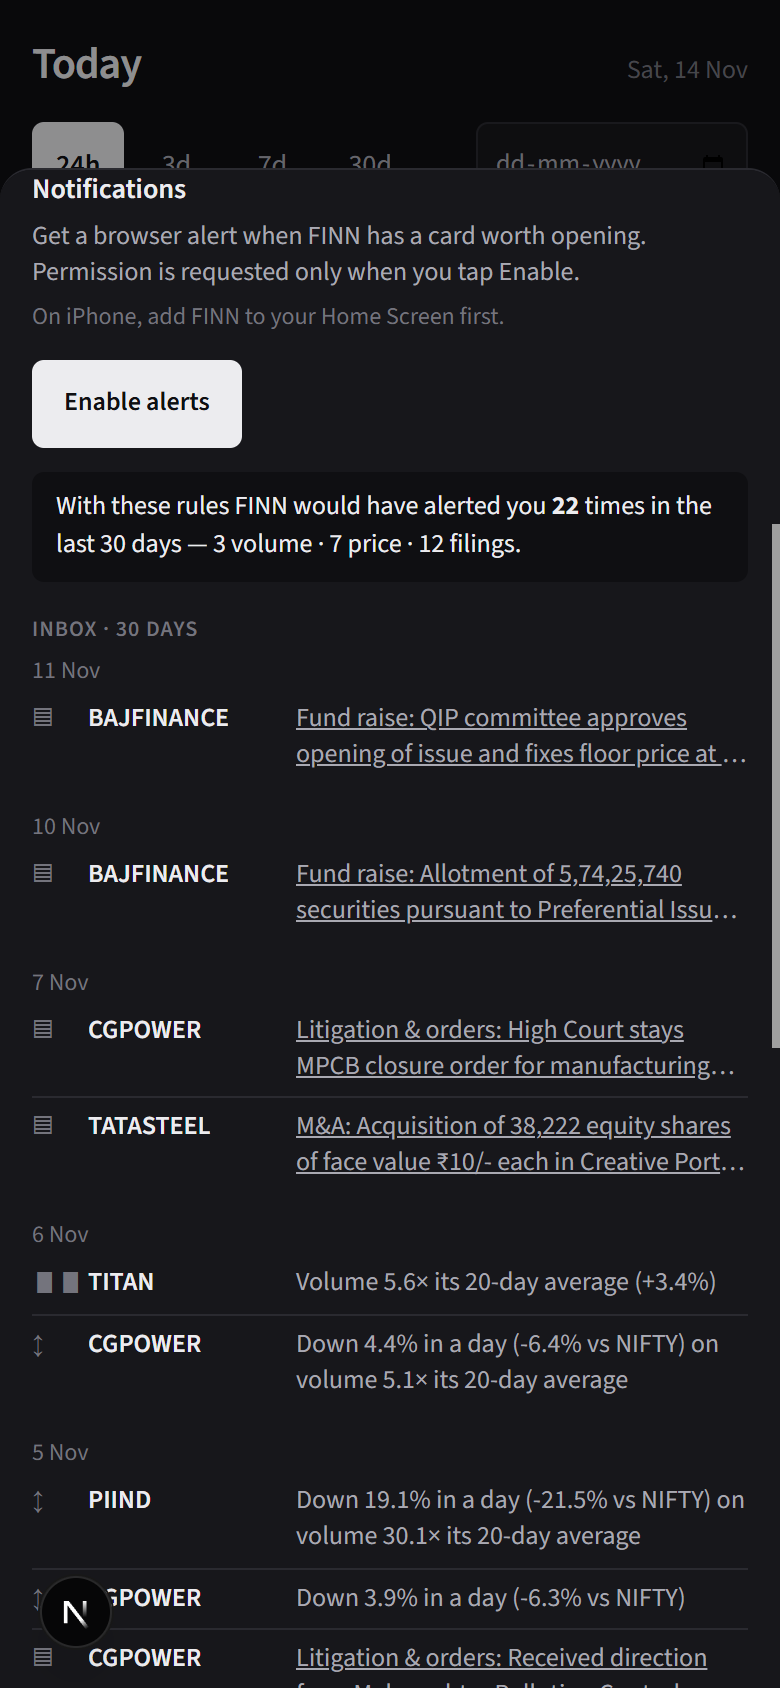 Today
Sat, 14 Nov
24h 3d 7d 30d dd-mm-yyyy
Notifications
Get a browser alert when FINN has a card worth opening.
Permission is requested only when you tap Enable.
On iPhone, add FINN to your Home Screen first.
Enable alerts
With these rules FINN would have alerted you 22 times in the
last 30 days — 3 volume · 7 price · 12 filings.
INBOX · 30 DAYS
11 Nov
BAJFINANCE Fund raise: QIP committee approves
opening of issue and fixes floor price at …
10 Nov
BAJFINANCE Fund raise: Allotment of 5,74,25,740
securities pursuant to Preferential Issu…
7 Nov
CGPOWER Litigation & orders: High Court stays
MPCB closure order for manufacturing…
TATASTEEL M&A: Acquisition of 38,222 equity shares
of face value ₹10/- each in Creative Port…
6 Nov
TITAN Volume 5.6× its 20-day average (+3.4%)
CGPOWER Down 4.4% in a day (-6.4% vs NIFTY) on
volume 5.1× its 20-day average
5 Nov
PIIND Down 19.1% in a day (-21.5% vs NIFTY) on
volume 30.1× its 20-day average
GPOWER Down 3.9% in a day (-6.3% vs NIFTY)
N
CGPOWER Litigation & orders: Received direction